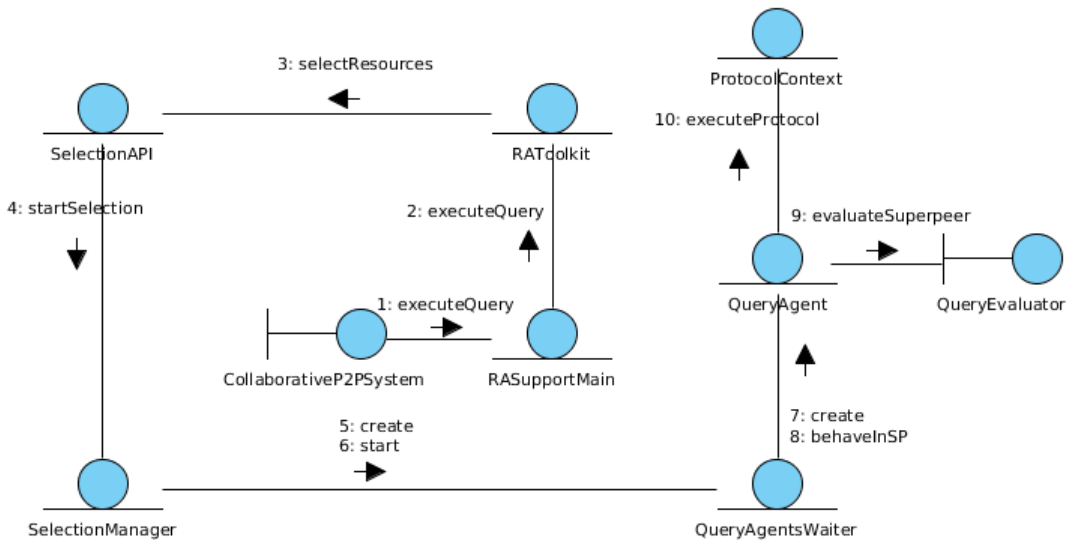 3: selectResources
ProtocolContext
10: executeProtocol
SelectionAPI
RAToolkit
4: startSelection
2: executeQuery
9: evaluateSuperpeer
1: executeQuery
QueryAgent
QueryEvaluator
CollaborativeP2PSystem
RASupportMain
5: create
6: start
7: create
8: behaveInSP
SelectionManager
QueryAgentsWaiter